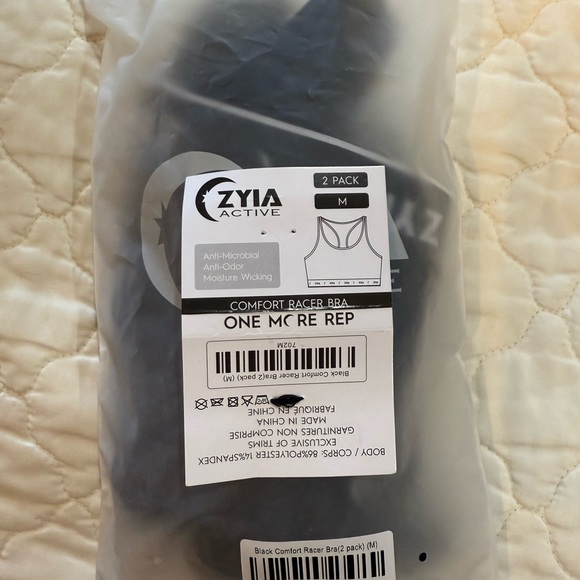 ZYIA
ACTIVE
2 PACK
M
Anti-Microbial
Anti-Odor
Moisture Wicking
COMFORT RACER BRA
ONE MORE REP
702M
Black Comfort Racer Bra(2 pack) (M)
BODY / CORPS: 86%POLYESTER 14%SPANDEX
EXCLUSIVE OF TRIMS
GARNITURES NON COMPRISE
MADE IN CHINA
FABRIQUÉ EN CHINE
Black Comfort Racer Bra(2 pack) (M)